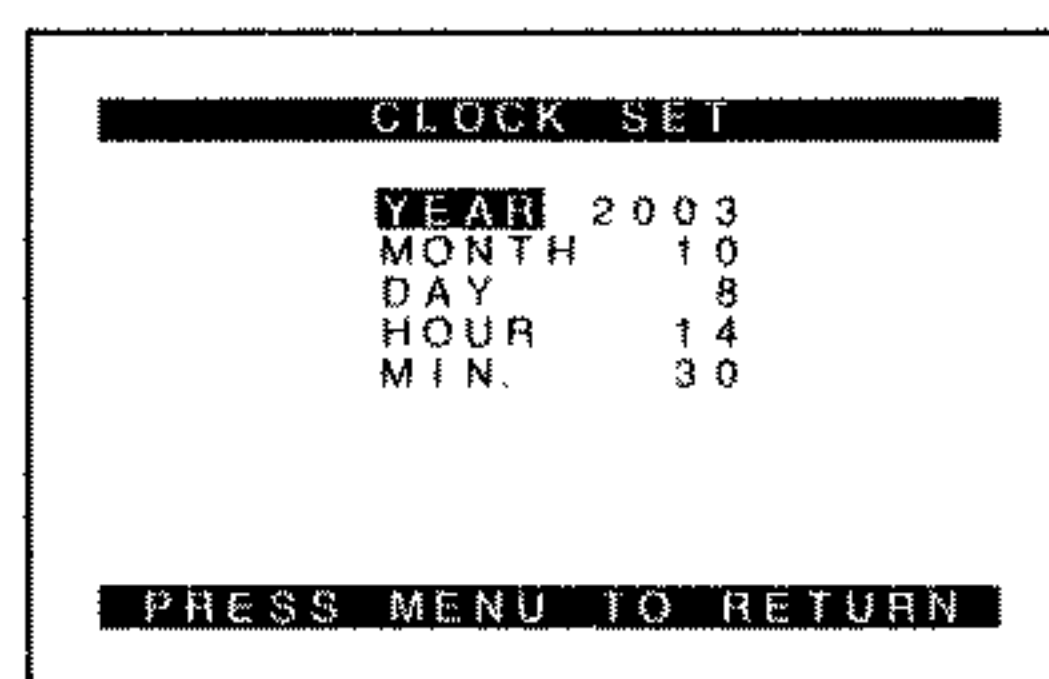 CLOCK SET
YEAR 2003
MONTH 10
DAY 8
HOUR 14
MIN. 30
PRESS MENU TO RETURN